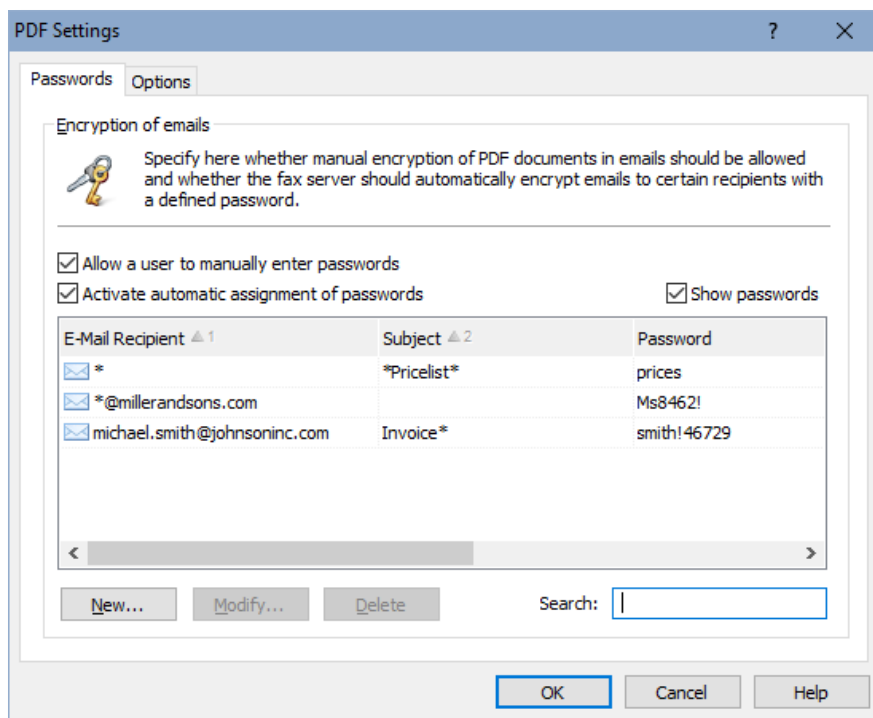 PDF Settings
Passwords Options
Encryption of emails
Specify here whether manual encryption of PDF documents in emails should be allowed
and whether the fax server should automatically encrypt emails to certain recipients with
a defined password.
Allow a user to manually enter passwords
Activate automatic assignment of passwords Show passwords
E-Mail Recipient 1 Subject 2 Password
* *Pricelist* prices
*@millerandsons.com Ms8462!
michael.smith@johnsoninc.com Invoice* smith!46729
New... Modify... Delete Search:
OK Cancel Help